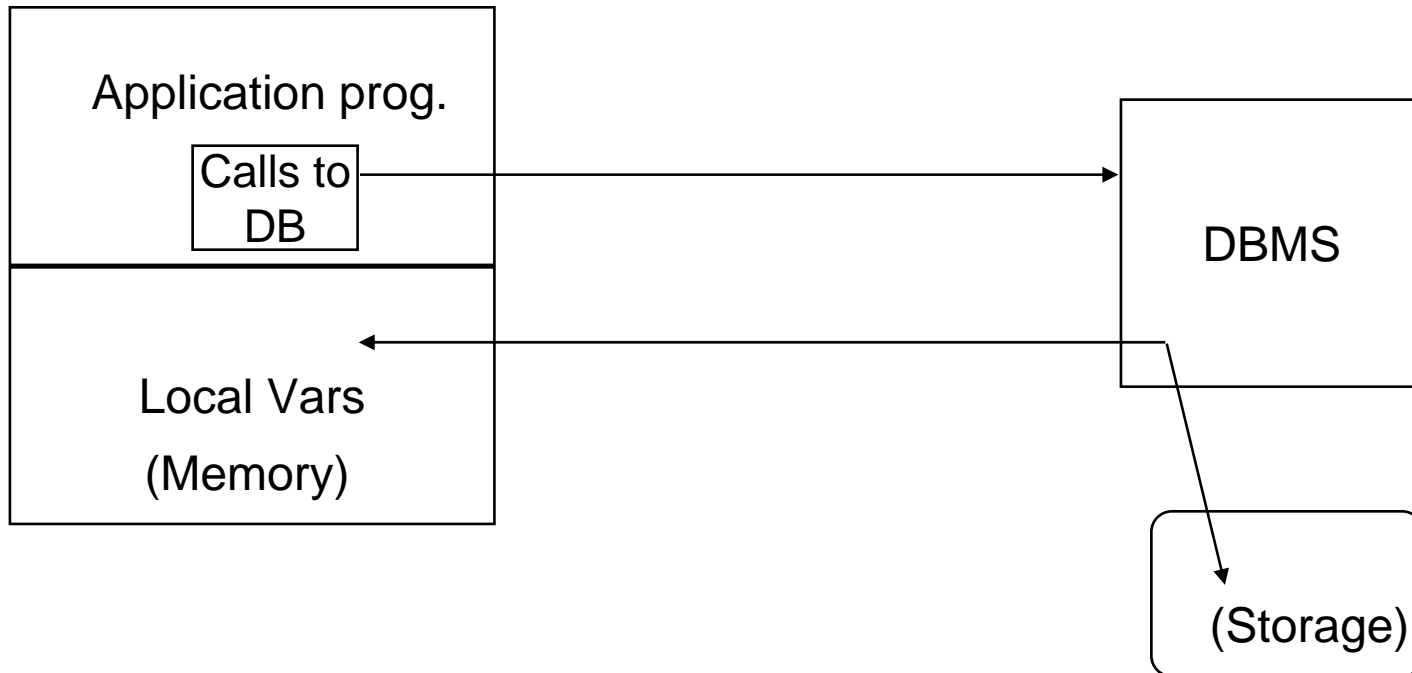 Application prog.
Calls to
DB
DBMS
Local Vars
(Memory)
(Storage)